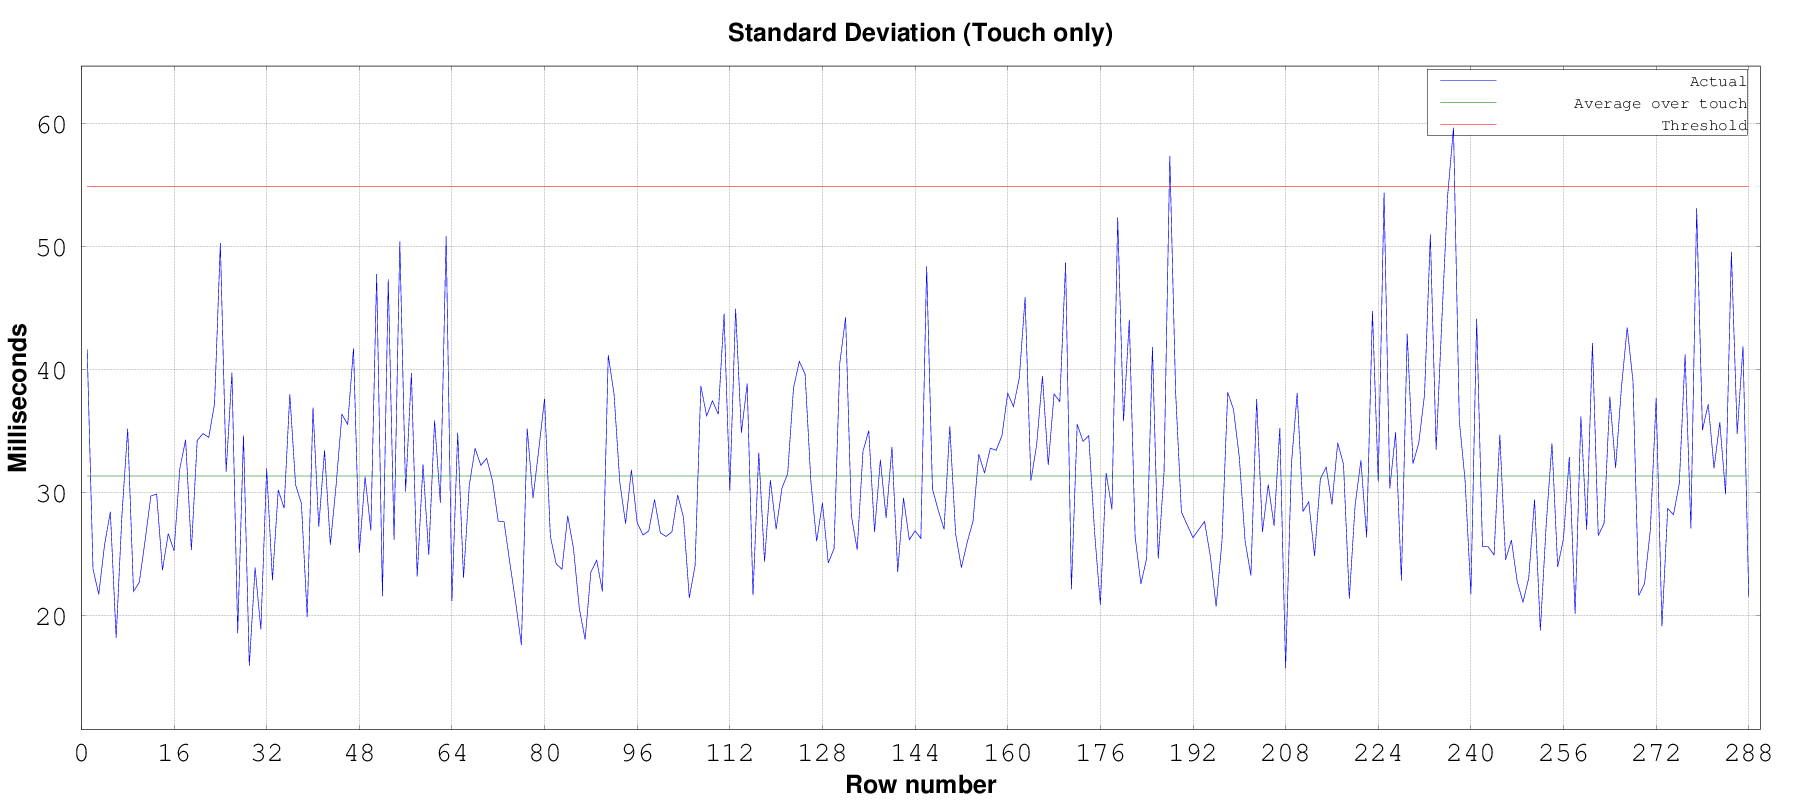 Standard Deviation (Touch only)
Actual
Average over touch
Threshold
60
50
40
30
20
Milliseconds
0 16 32 48 64 80 96 112 128 144 160 176 192 208 224 240 256 272 288
Row number